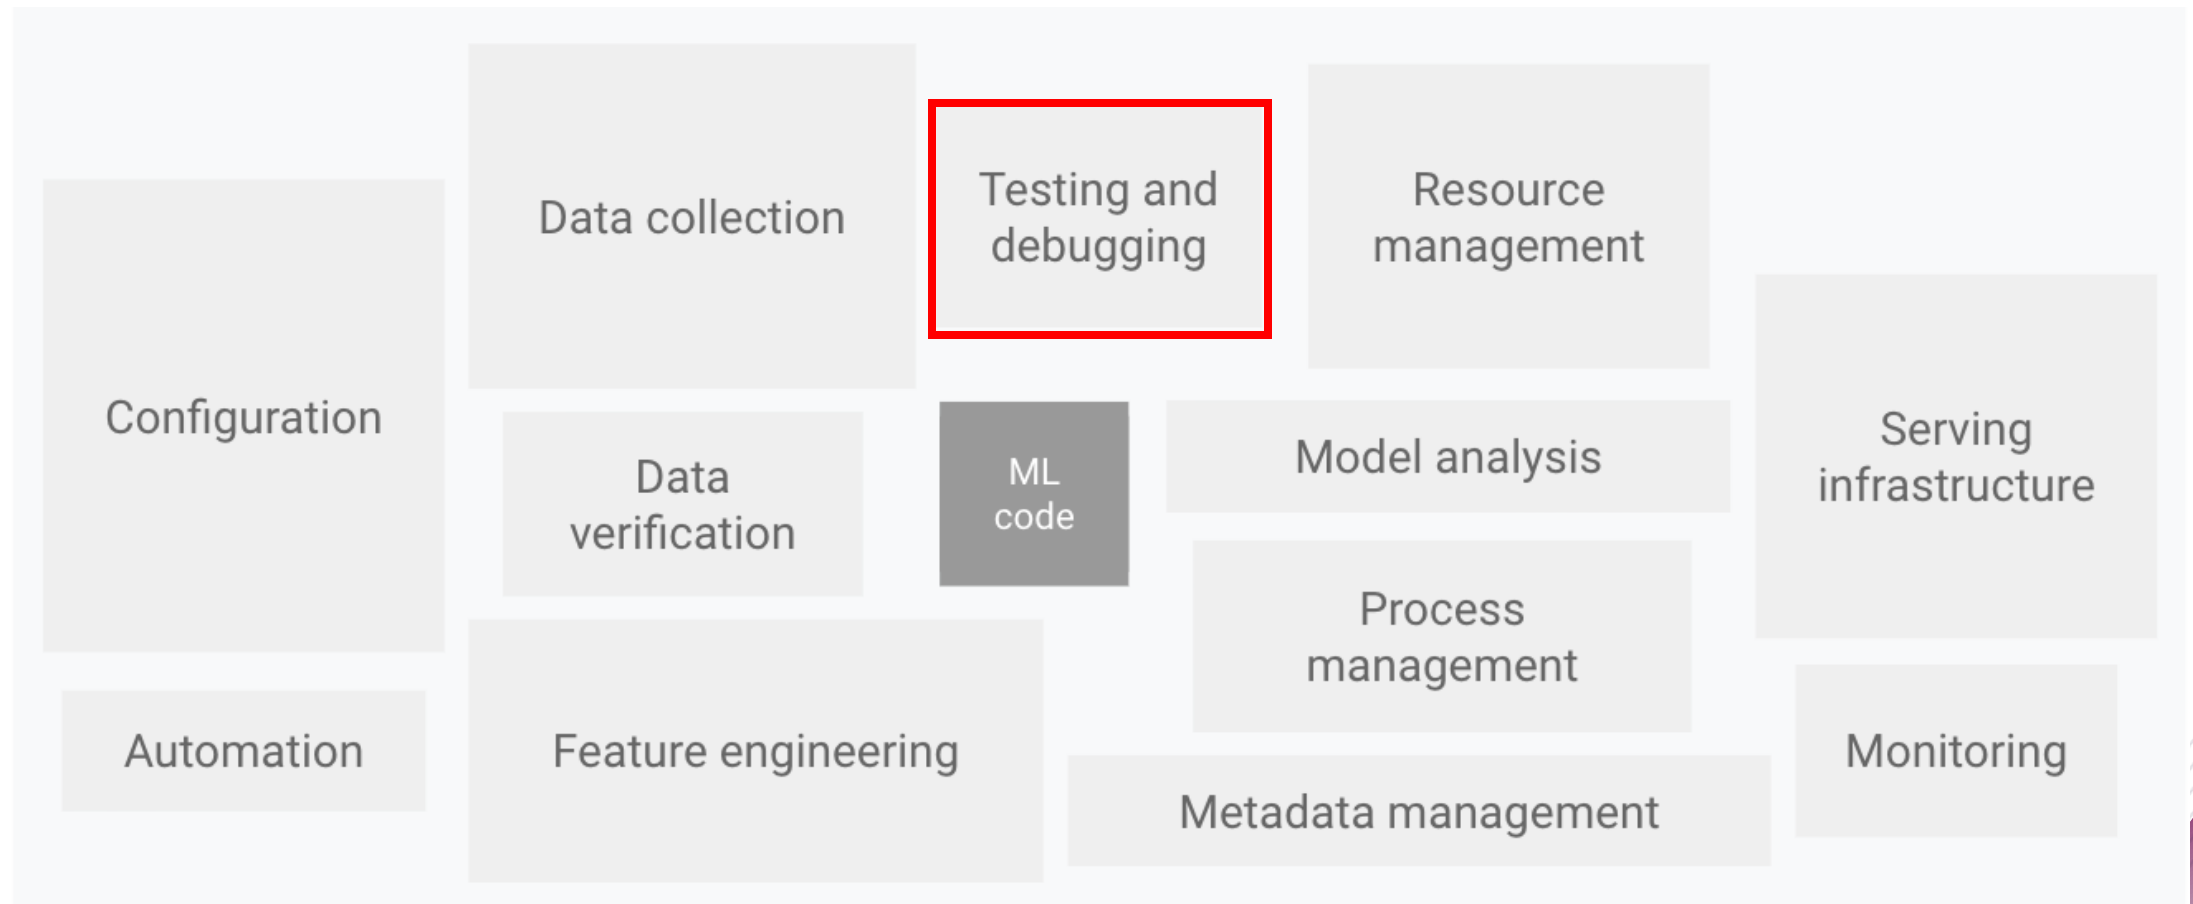 Data collection
Testing and
debugging
Resource
management
Configuration
Data
verification
ML
code
Model analysis
Serving
infrastructure
Process
management
Automation
Feature engineering
Metadata management
Monitoring